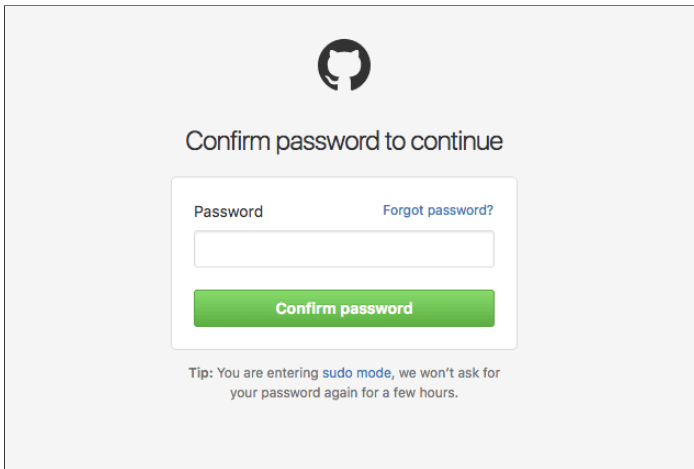 Confirm password to continue
Password
Forgot password?
Confirm password
Tip: You are entering sudo mode, we won't ask for
your password again for a few hours.